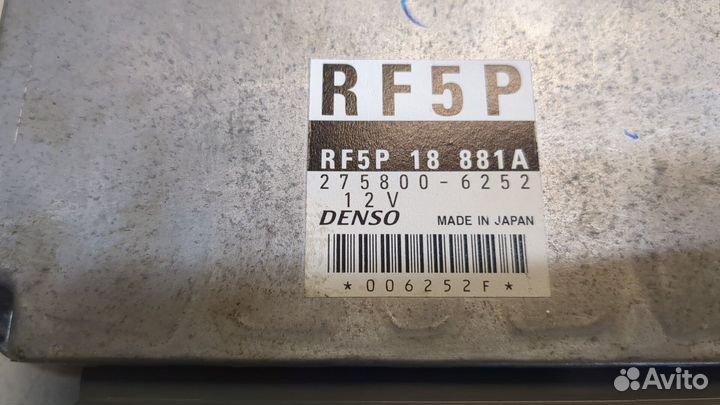 RF5P
RF5P 18 881A
275800-6252
12V
DENSO MADE IN JAPAN
*006252F*
Avito